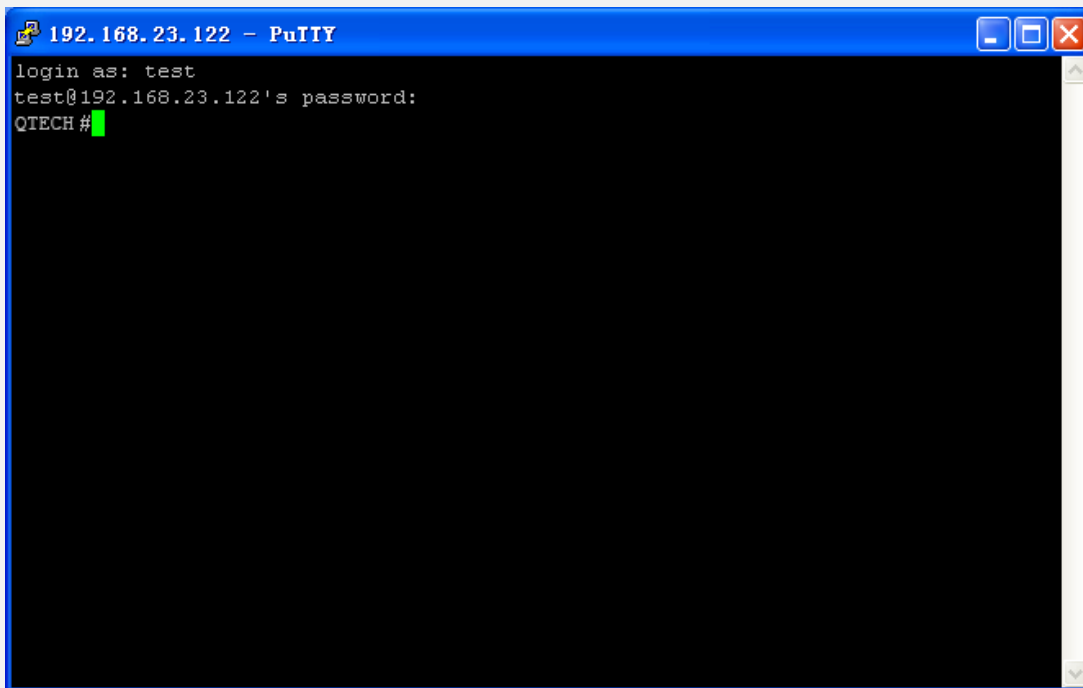 192.168.23.122 - PuTTY
login as: test
test@192.168.23.122's password:
QTECH #